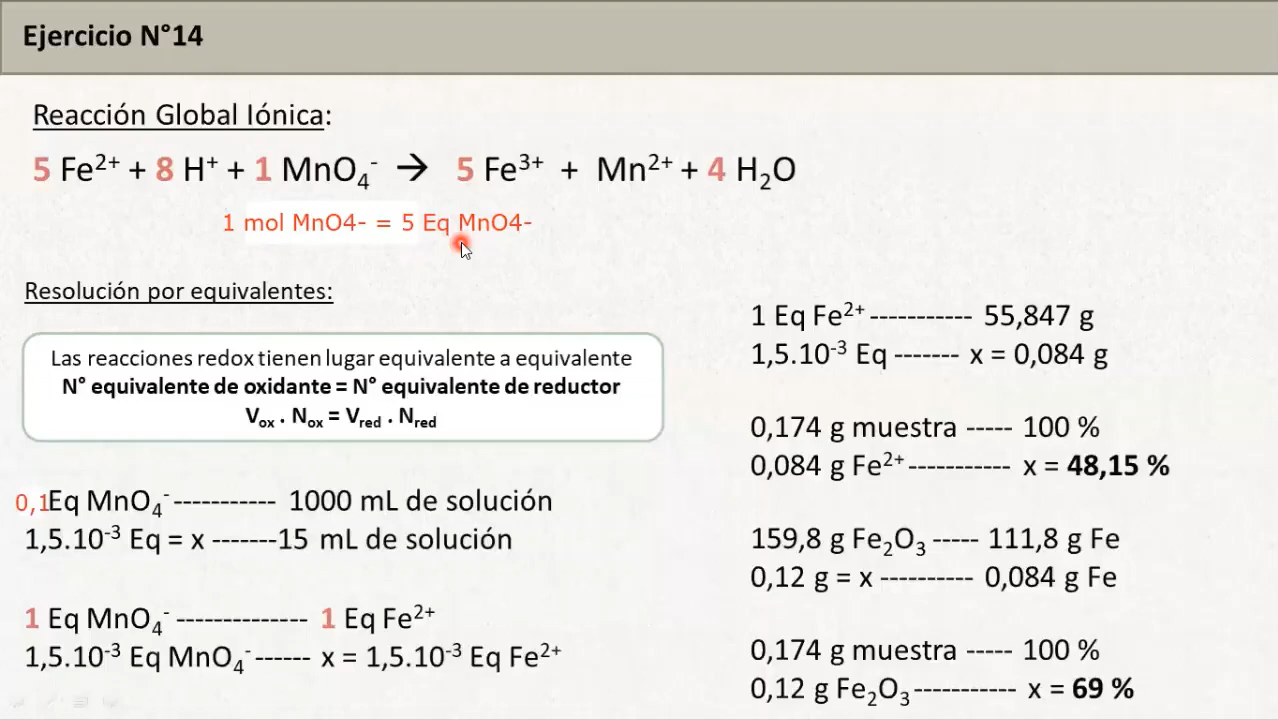 Ejercicio N°14
Reacción Global Iónica:
5 Fe²⁺ + 8 H⁺ + 1 MnO₄⁻ → 5 Fe³⁺ + Mn²⁺ + 4 H₂O
1 mol MnO4- = 5 Eq MnO4-
Resolución por equivalentes:
Las reacciones redox tienen lugar equivalente a equivalente
N° equivalente de oxidante = N° equivalente de reductor
Vₒₓ . Nₒₓ = V_red . N_red
0,1Eq MnO₄⁻----------- 1000 mL de solución
1,5.10⁻³ Eq = x -------15 mL de solución
1 Eq MnO₄⁻-------------- 1 Eq Fe²⁺
1,5.10⁻³ Eq MnO₄⁻------ x = 1,5.10⁻³ Eq Fe²⁺
1 Eq Fe²⁺----------- 55,847 g
1,5.10⁻³ Eq ------- x = 0,084 g
0,174 g muestra ----- 100 %
0,084 g Fe²⁺----------- x = 48,15 %
159,8 g Fe₂O₃ ----- 111,8 g Fe
0,12 g = x ---------- 0,084 g Fe
0,174 g muestra ----- 100 %
0,12 g Fe₂O₃----------- x = 69 %